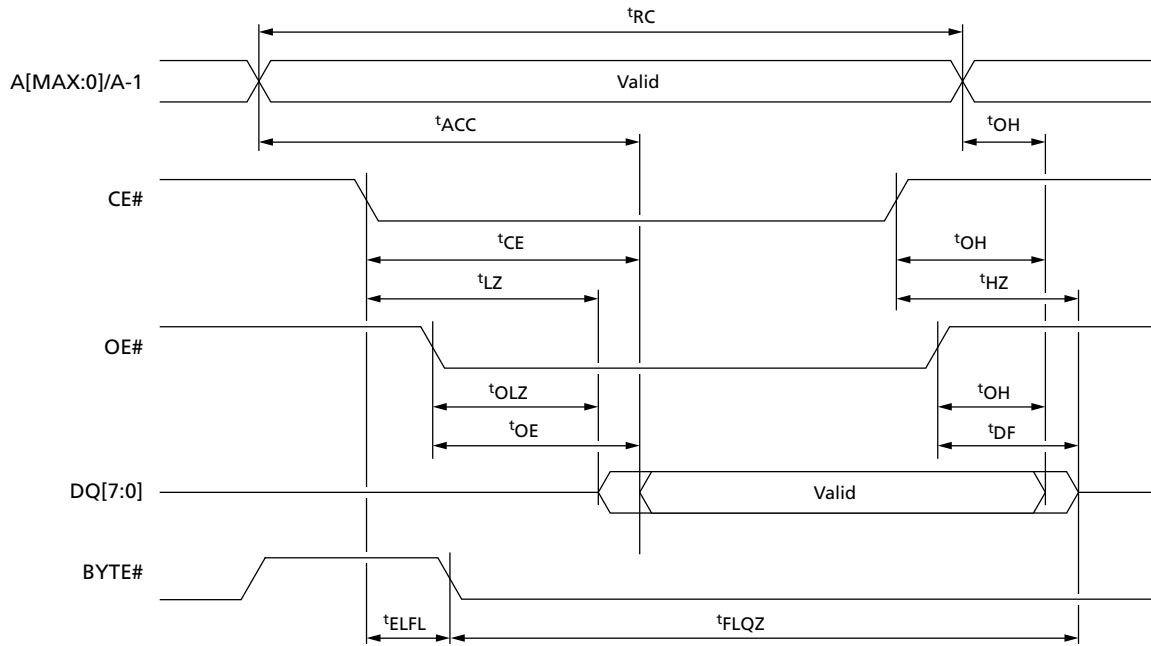 tRC
A[MAX:0]/A-1
Valid
tACC
tOH
CE#
tCE
tOH
tLZ
tHZ
OE#
tOLZ
tOH
tOE
tDF
DQ[7:0]
Valid
BYTE#
tELFL
tFLQZ